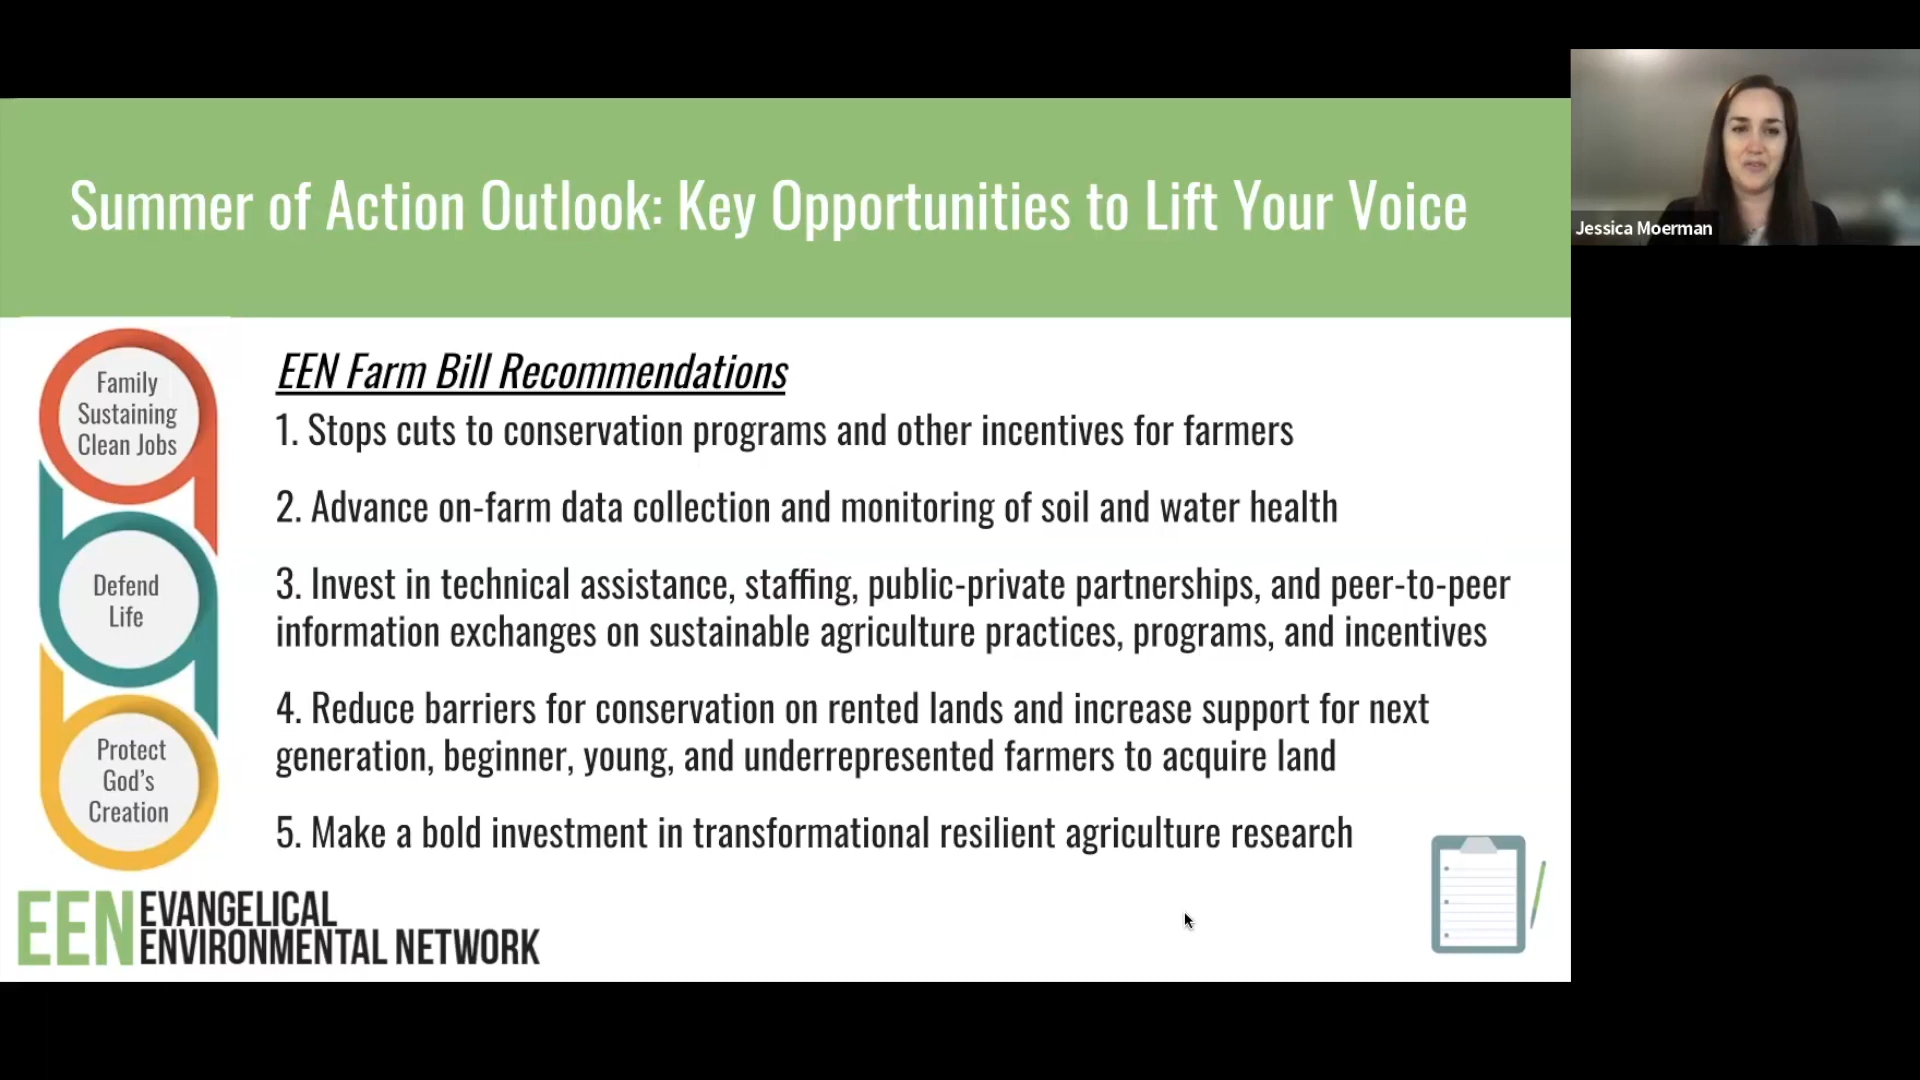 Summer of Action Outlook: Key Opportunities to Lift Your Voice
Jessica Moerman
Family
Sustaining
Clean Jobs
Defend
Life
Protect
God's
Creation
EEN Farm Bill Recommendations
1. Stops cuts to conservation programs and other incentives for farmers
2. Advance on-farm data collection and monitoring of soil and water health
3. Invest in technical assistance, staffing, public-private partnerships, and peer-to-peer
information exchanges on sustainable agriculture practices, programs, and incentives
4. Reduce barriers for conservation on rented lands and increase support for next
generation, beginner, young, and underrepresented farmers to acquire land
5. Make a bold investment in transformational resilient agriculture research
EEN EVANGELICAL
ENVIRONMENTAL NETWORK